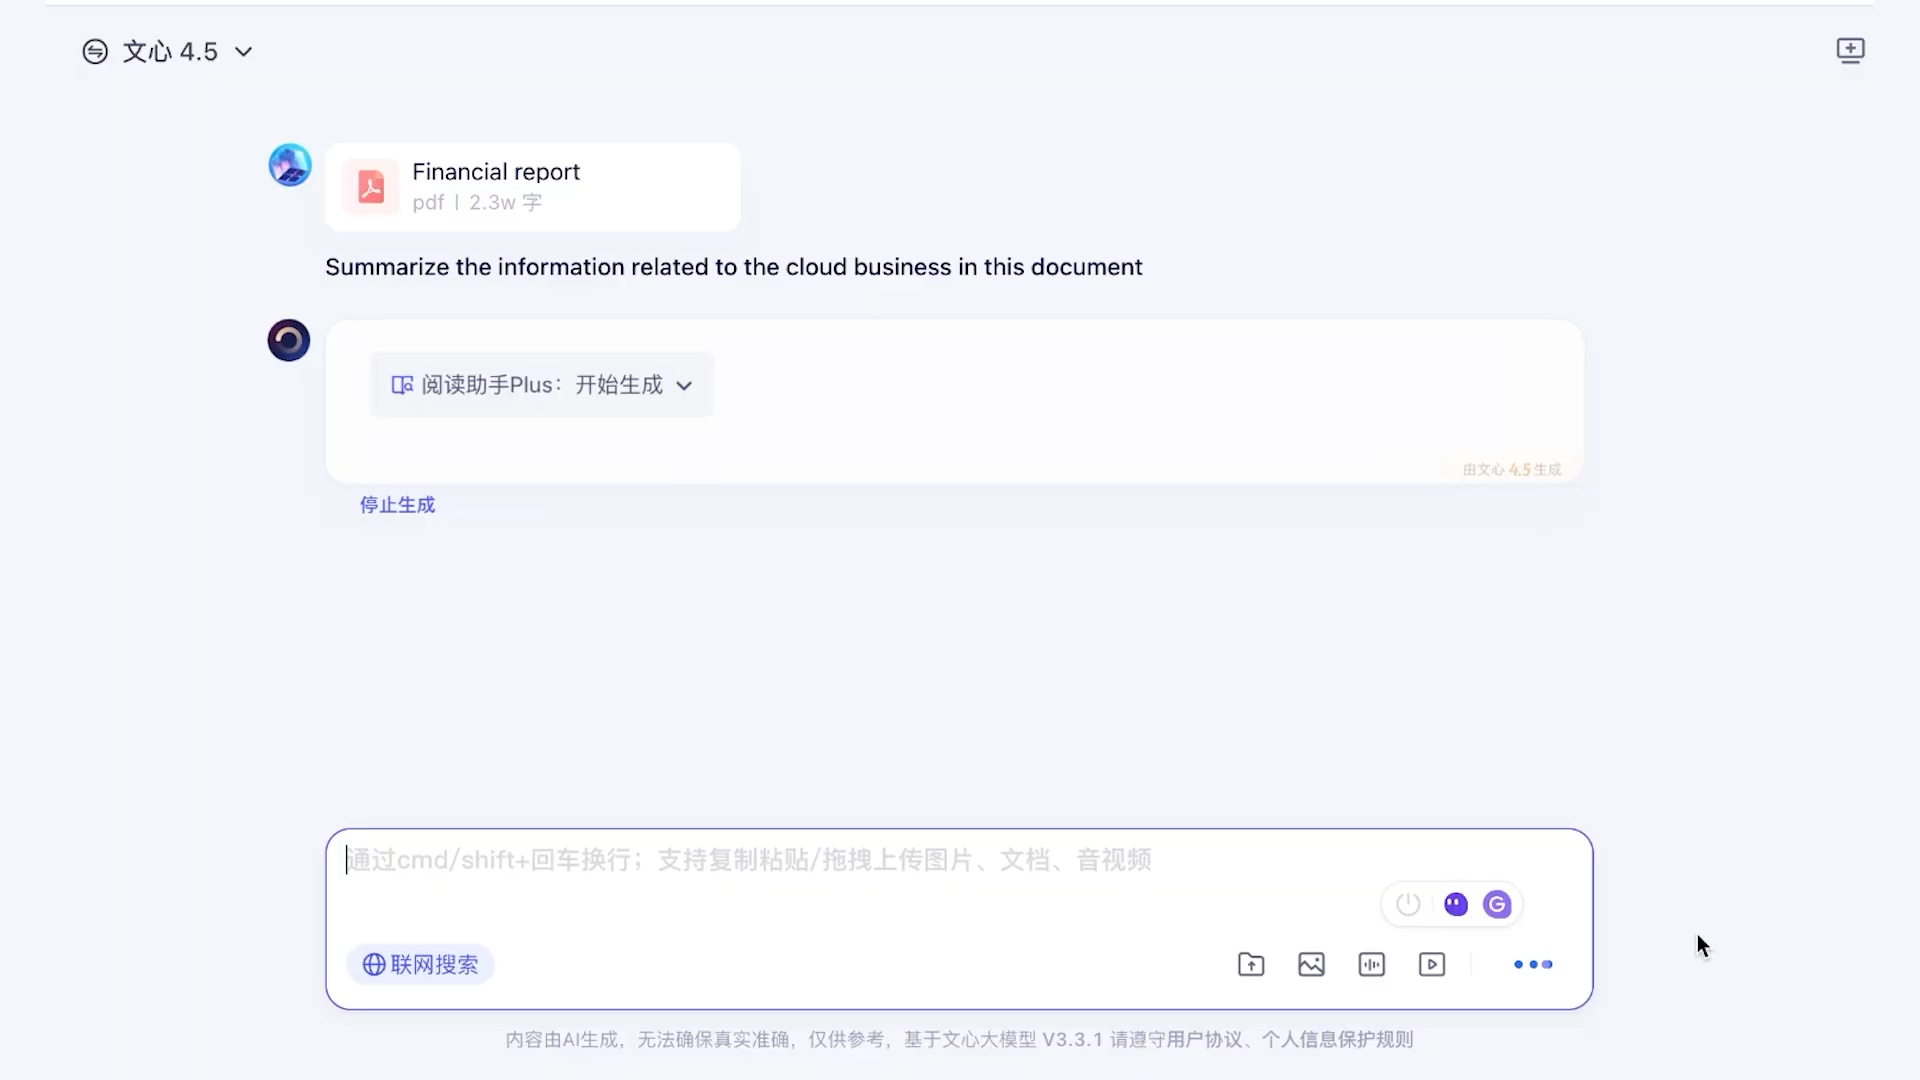 文心 4.5
Financial report
pdf | 2.3w 字
Summarize the information related to the cloud business in this document
阅读助手Plus：开始生成
由文心 4.5 生成
停止生成
通过cmd/shift+回车换行；支持复制粘贴/拖拽上传图片、文档、音视频
G
联网搜索
内容由AI生成，无法确保真实准确，仅供参考，基于文心大模型 V3.3.1 请遵守用户协议、个人信息保护规则